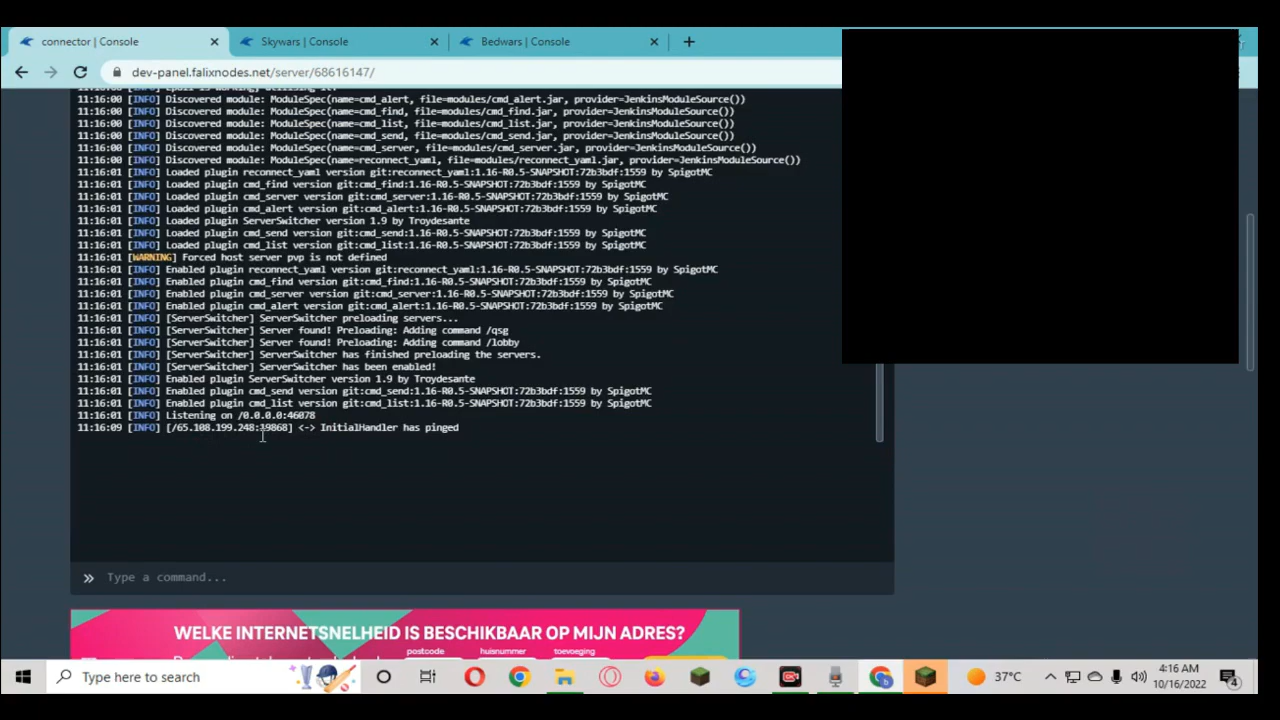 connector | Console
Skywars | Console
Bedwars | Console
dev-panel.falixnodes.net/server/68616147/
11:16:00 [INFO] Epoll is working, utilising it!
11:16:00 [INFO] Discovered module: ModuleSpec(name=cmd_alert, file=modules/cmd_alert.jar, provider=JenkinsModuleSource())
11:16:00 [INFO] Discovered module: ModuleSpec(name=cmd_find, file=modules/cmd_find.jar, provider=JenkinsModuleSource())
11:16:00 [INFO] Discovered module: ModuleSpec(name=cmd_list, file=modules/cmd_list.jar, provider=JenkinsModuleSource())
11:16:00 [INFO] Discovered module: ModuleSpec(name=cmd_send, file=modules/cmd_send.jar, provider=JenkinsModuleSource())
11:16:00 [INFO] Discovered module: ModuleSpec(name=cmd_server, file=modules/cmd_server.jar, provider=JenkinsModuleSource())
11:16:00 [INFO] Discovered module: ModuleSpec(name=reconnect_yaml, file=modules/reconnect_yaml.jar, provider=JenkinsModuleSource())
11:16:01 [INFO] Loaded plugin reconnect_yaml version git:reconnect_yaml:1.16-R0.5-SNAPSHOT:72b3bdf:1559 by SpigotMC
11:16:01 [INFO] Loaded plugin cmd_find version git:cmd_find:1.16-R0.5-SNAPSHOT:72b3bdf:1559 by SpigotMC
11:16:01 [INFO] Loaded plugin cmd_server version git:cmd_server:1.16-R0.5-SNAPSHOT:72b3bdf:1559 by SpigotMC
11:16:01 [INFO] Loaded plugin cmd_alert version git:cmd_alert:1.16-R0.5-SNAPSHOT:72b3bdf:1559 by SpigotMC
11:16:01 [INFO] Loaded plugin ServerSwitcher version 1.9 by Troydesante
11:16:01 [INFO] Loaded plugin cmd_send version git:cmd_send:1.16-R0.5-SNAPSHOT:72b3bdf:1559 by SpigotMC
11:16:01 [INFO] Loaded plugin cmd_list version git:cmd_list:1.16-R0.5-SNAPSHOT:72b3bdf:1559 by SpigotMC
11:16:01 [WARNING] Forced host server pvp is not defined
11:16:01 [INFO] Enabled plugin reconnect_yaml version git:reconnect_yaml:1.16-R0.5-SNAPSHOT:72b3bdf:1559 by SpigotMC
11:16:01 [INFO] Enabled plugin cmd_find version git:cmd_find:1.16-R0.5-SNAPSHOT:72b3bdf:1559 by SpigotMC
11:16:01 [INFO] Enabled plugin cmd_server version git:cmd_server:1.16-R0.5-SNAPSHOT:72b3bdf:1559 by SpigotMC
11:16:01 [INFO] Enabled plugin cmd_alert version git:cmd_alert:1.16-R0.5-SNAPSHOT:72b3bdf:1559 by SpigotMC
11:16:01 [INFO] [ServerSwitcher] ServerSwitcher preloading servers...
11:16:01 [INFO] [ServerSwitcher] Server found! Preloading: Adding command /qsg
11:16:01 [INFO] [ServerSwitcher] Server found! Preloading: Adding command /lobby
11:16:01 [INFO] [ServerSwitcher] ServerSwitcher has finished preloading the servers.
11:16:01 [INFO] [ServerSwitcher] ServerSwitcher has been enabled!
11:16:01 [INFO] Enabled plugin ServerSwitcher version 1.9 by Troydesante
11:16:01 [INFO] Enabled plugin cmd_send version git:cmd_send:1.16-R0.5-SNAPSHOT:72b3bdf:1559 by SpigotMC
11:16:01 [INFO] Enabled plugin cmd_list version git:cmd_list:1.16-R0.5-SNAPSHOT:72b3bdf:1559 by SpigotMC
11:16:01 [INFO] Listening on /0.0.0.0:46078
11:16:09 [INFO] [/65.108.199.248:39868] <-> InitialHandler has pinged
» Type a command...
WELKE INTERNETSNELHEID IS BESCHIKBAAR OP MIJN ADRES?
postcode huisnummer toevoeging
Type here to search
37°C
4:16 AM
10/16/2022
4